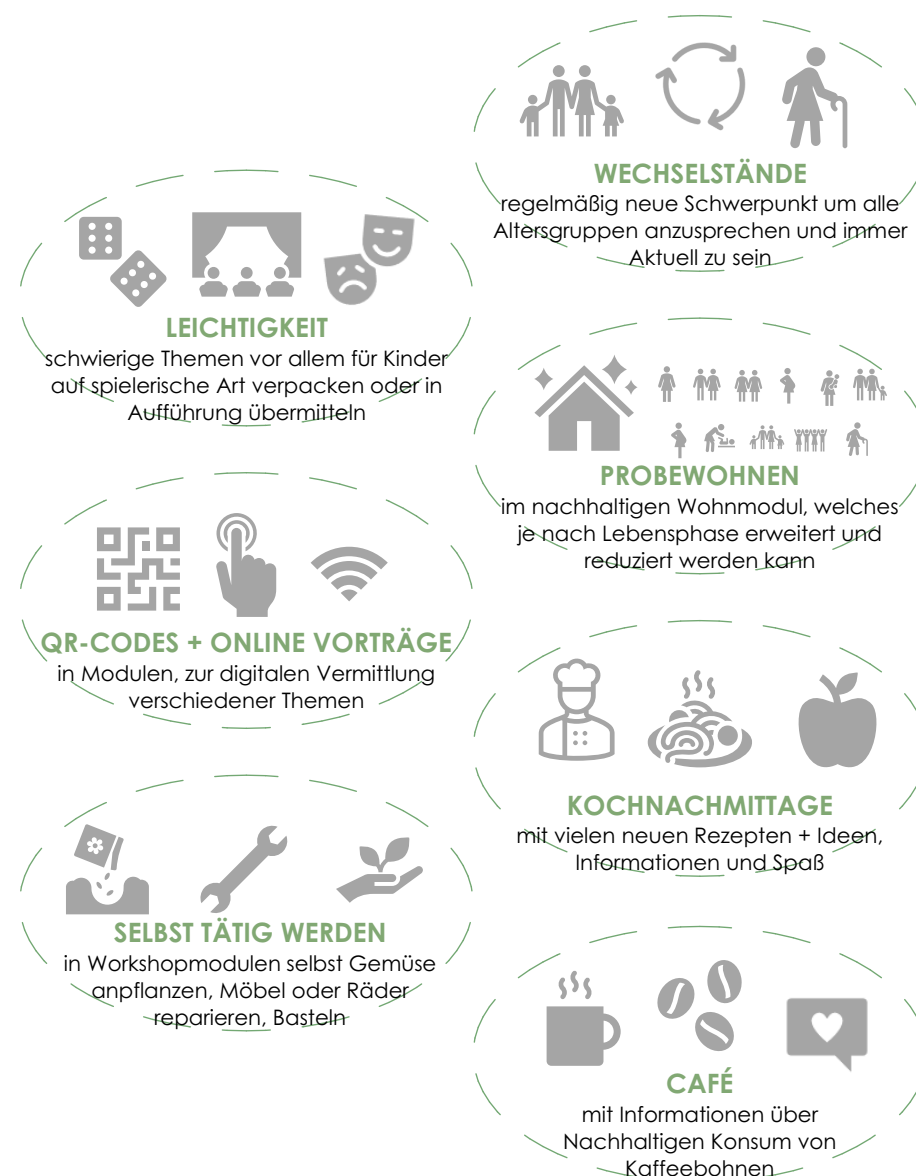 WECHSELSTÄNDE
regelmäßig neue Schwerpunkt um alle
Altersgruppen anzusprechen und immer
Aktuell zu sein
LEICHTIGKEIT
schwierige Themen vor allem für Kinder
auf spielerische Art verpacken oder in
Aufführung übermitteln
PROBEWOHNEN
im nachhaltigen Wohnmodul, welches
je nach Lebensphase erweitert und
reduziert werden kann
QR-CODES + ONLINE VORTRÄGE
in Modulen, zur digitalen Vermittlung
verschiedener Themen
KOCHNACHMITTAGE
mit vielen neuen Rezepten + Ideen,
Informationen und Spaß
SELBST TÄTIG WERDEN
in Workshopmodulen selbst Gemüse
anpflanzen, Möbel oder Räder
reparieren, Basteln
CAFÉ
mit Informationen über
Nachhaltigen Konsum von
Kaffeebohnen